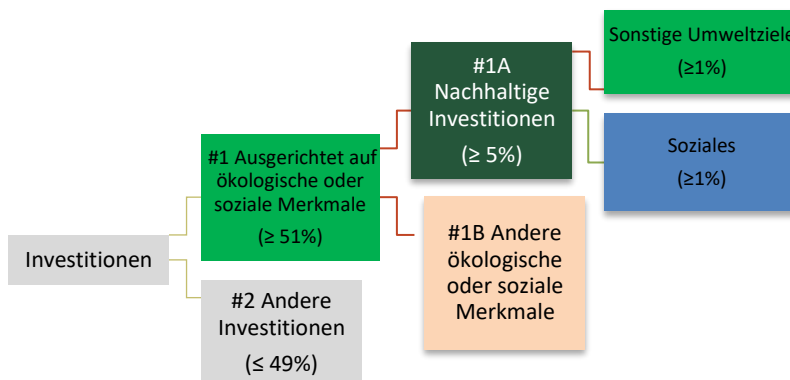 Investitionen
#1 Ausgerichtet auf
ökologische oder
soziale Merkmale
(≥ 51%)
#2 Andere
Investitionen
(≤ 49%)
#1A
Nachhaltige
Investitionen
(≥ 5%)
#1B Andere
ökologische
oder soziale
Merkmale
Sonstige Umweltziele
(≥1%)
Soziales
(≥1%)